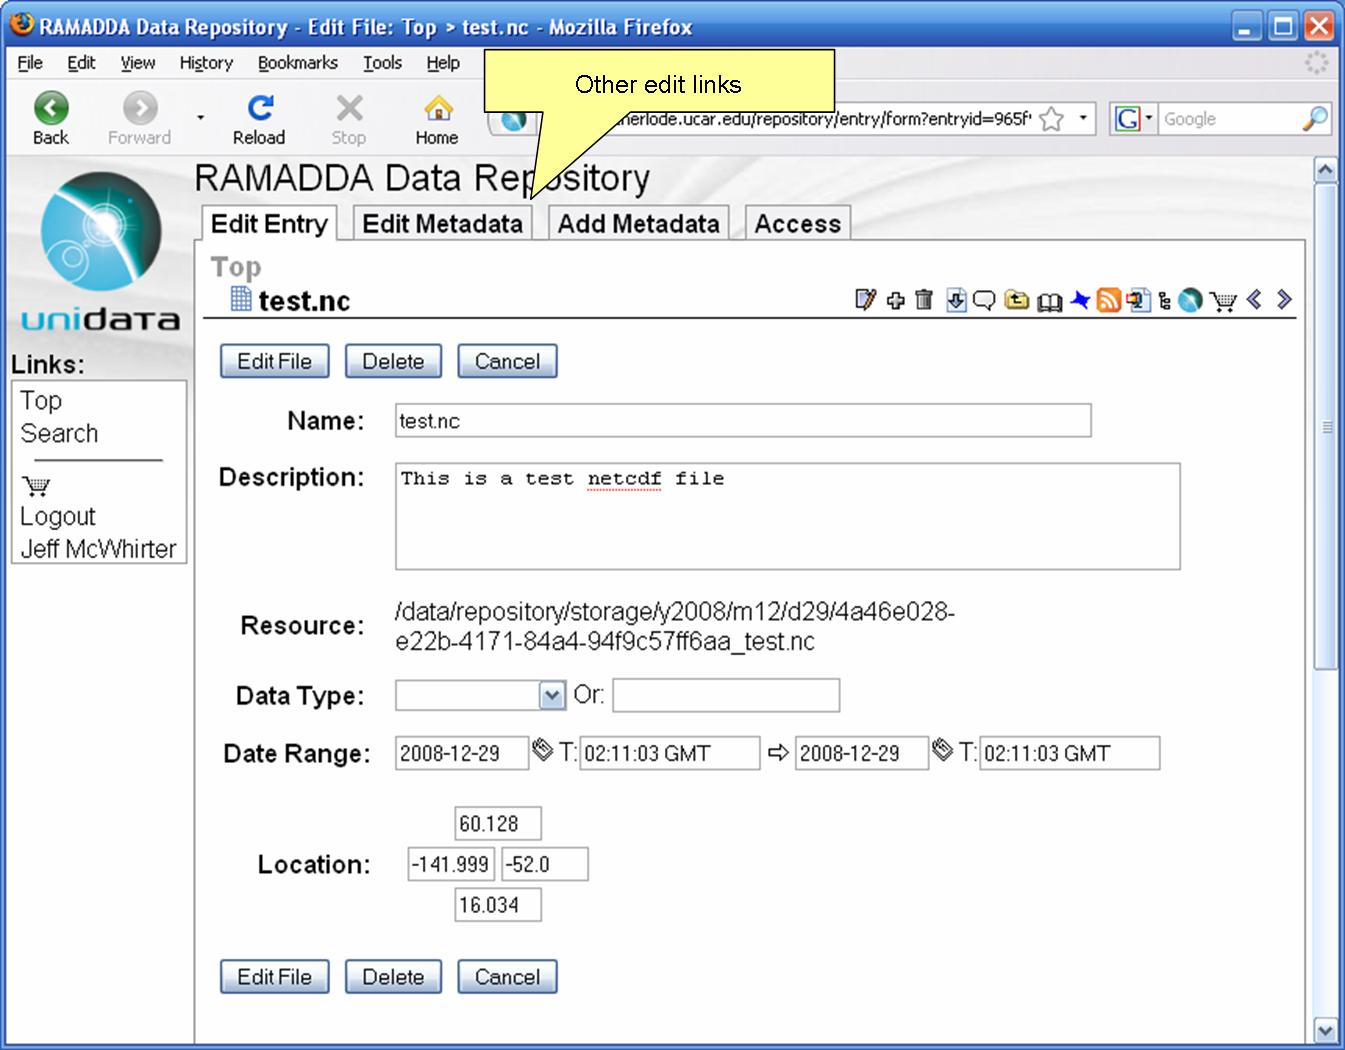 RAMADDA Data Repository - Edit File: Top > test.nc - Mozilla Firefox
File Edit View History Bookmarks Tools Help
Other edit links
Back Forward Reload Stop Home
herlode.ucar.edu/repository/entry/form?entryid=965f
G Google
RAMADDA Data Repository
Edit Entry Edit Metadata Add Metadata Access
unidata
Links:
Top
Search
Logout
Jeff McWhirter
Top
test.nc
Edit File Delete Cancel
Name: test.nc
Description: This is a test netcdf file
Resource: /data/repository/storage/y2008/m12/d29/4a46e028-
e22b-4171-84a4-94f9c57ff6aa_test.nc
Data Type: Or:
Date Range: 2008-12-29 T: 02:11:03 GMT 2008-12-29 T: 02:11:03 GMT
60.128
Location: -141.999 -52.0
16.034
Edit File Delete Cancel